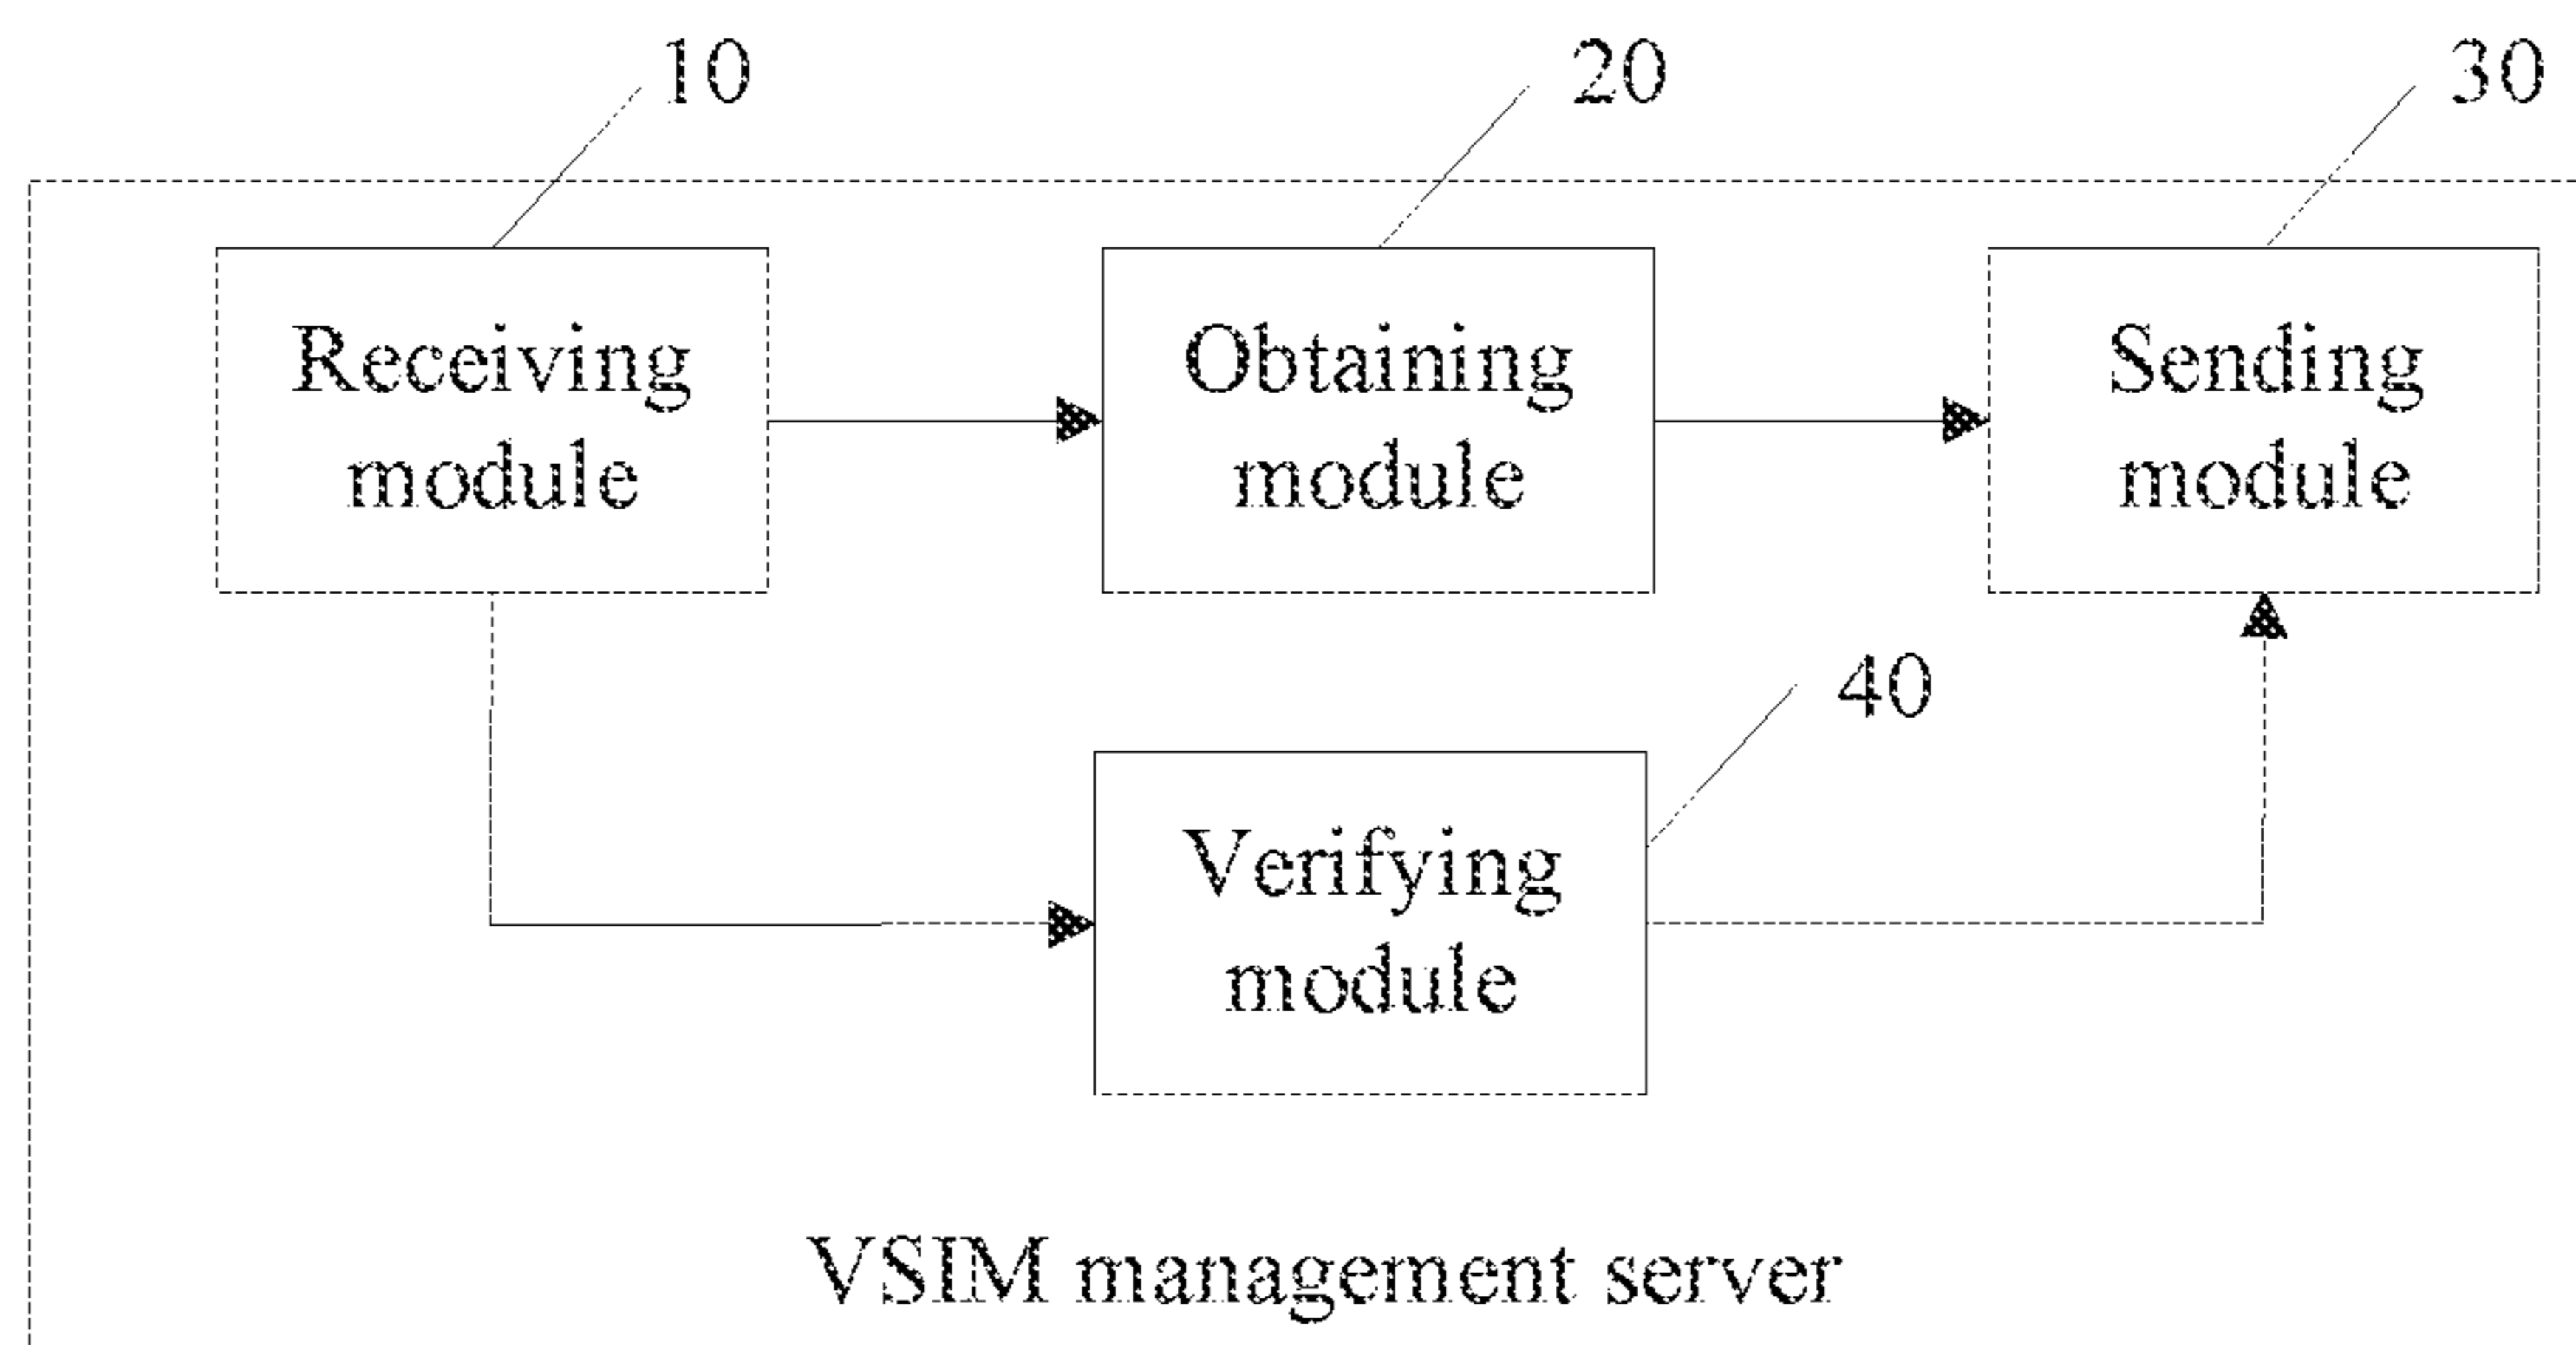 10
20
30
Receiving
module
Obtaining
module
Sending
module
40
Verifying
module
VSIM management server